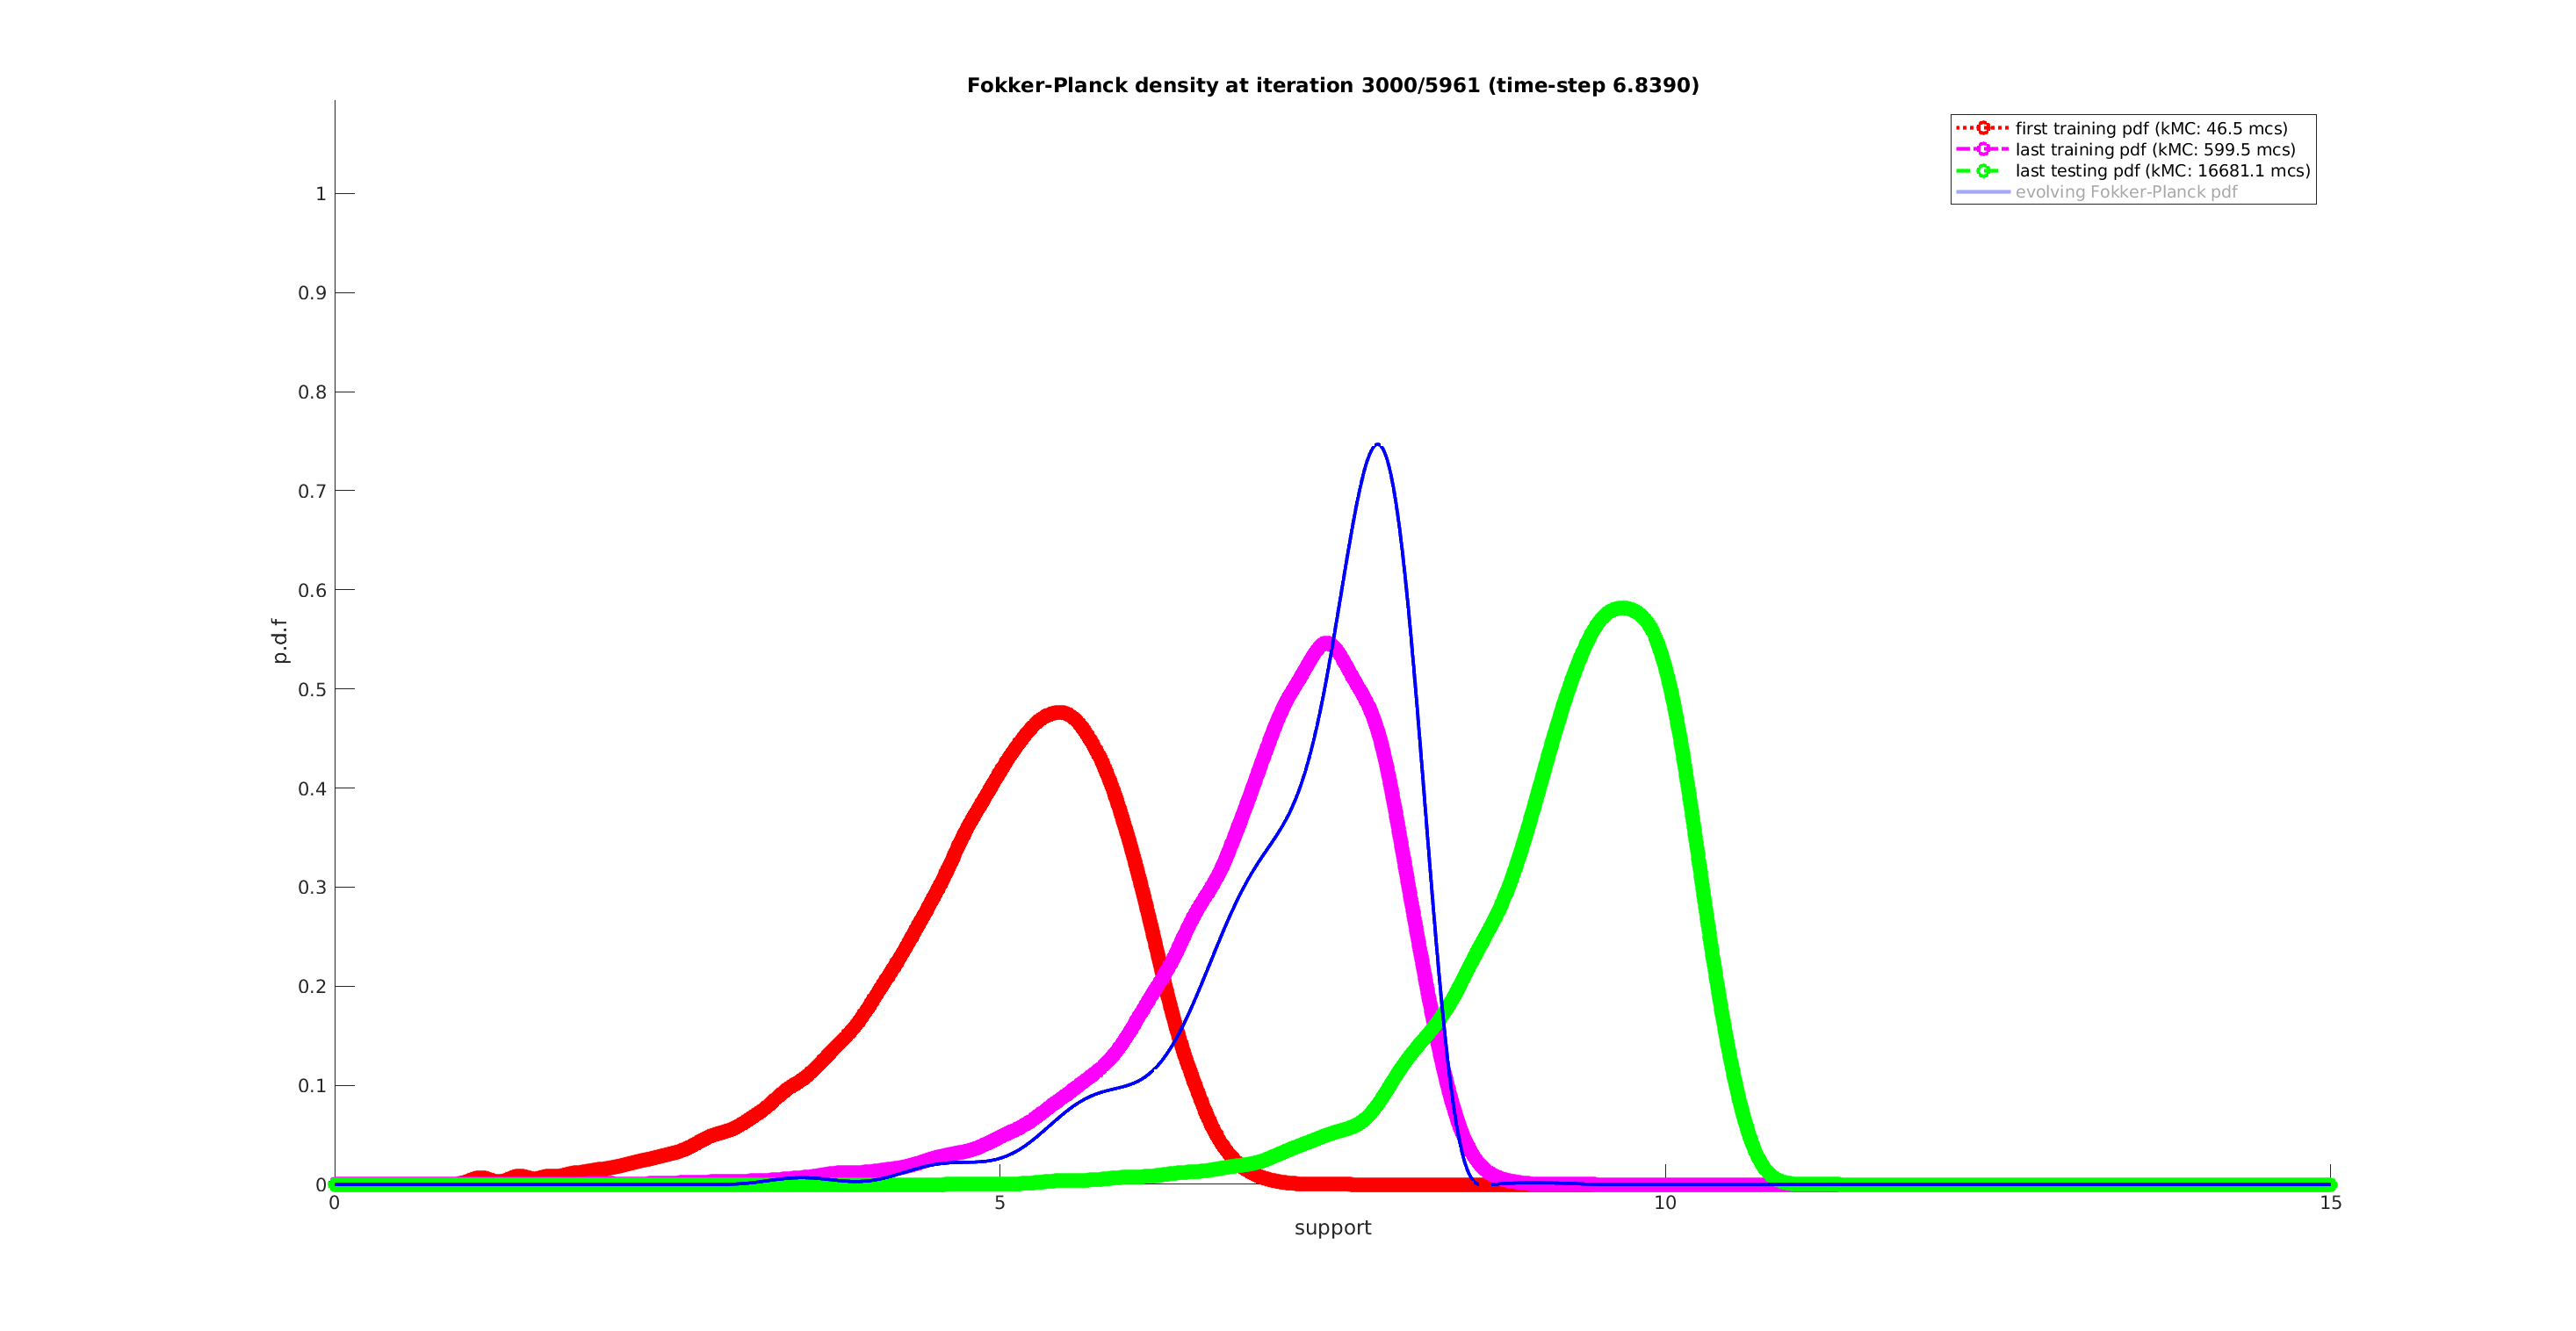 Fokker-Planck density at iteration 3000/5961 (time-step 6.8390)
first training pdf (kMC: 46.5 mcs)
last training pdf (kMC: 599.5 mcs)
last testing pdf (kMC: 16681.1 mcs)
evolving Fokker-Planck pdf
1
0.9
0.8
0.7
0.6
0.5
0.4
0.3
0.2
0.1
0
p.d.f
0 5 10 15
support